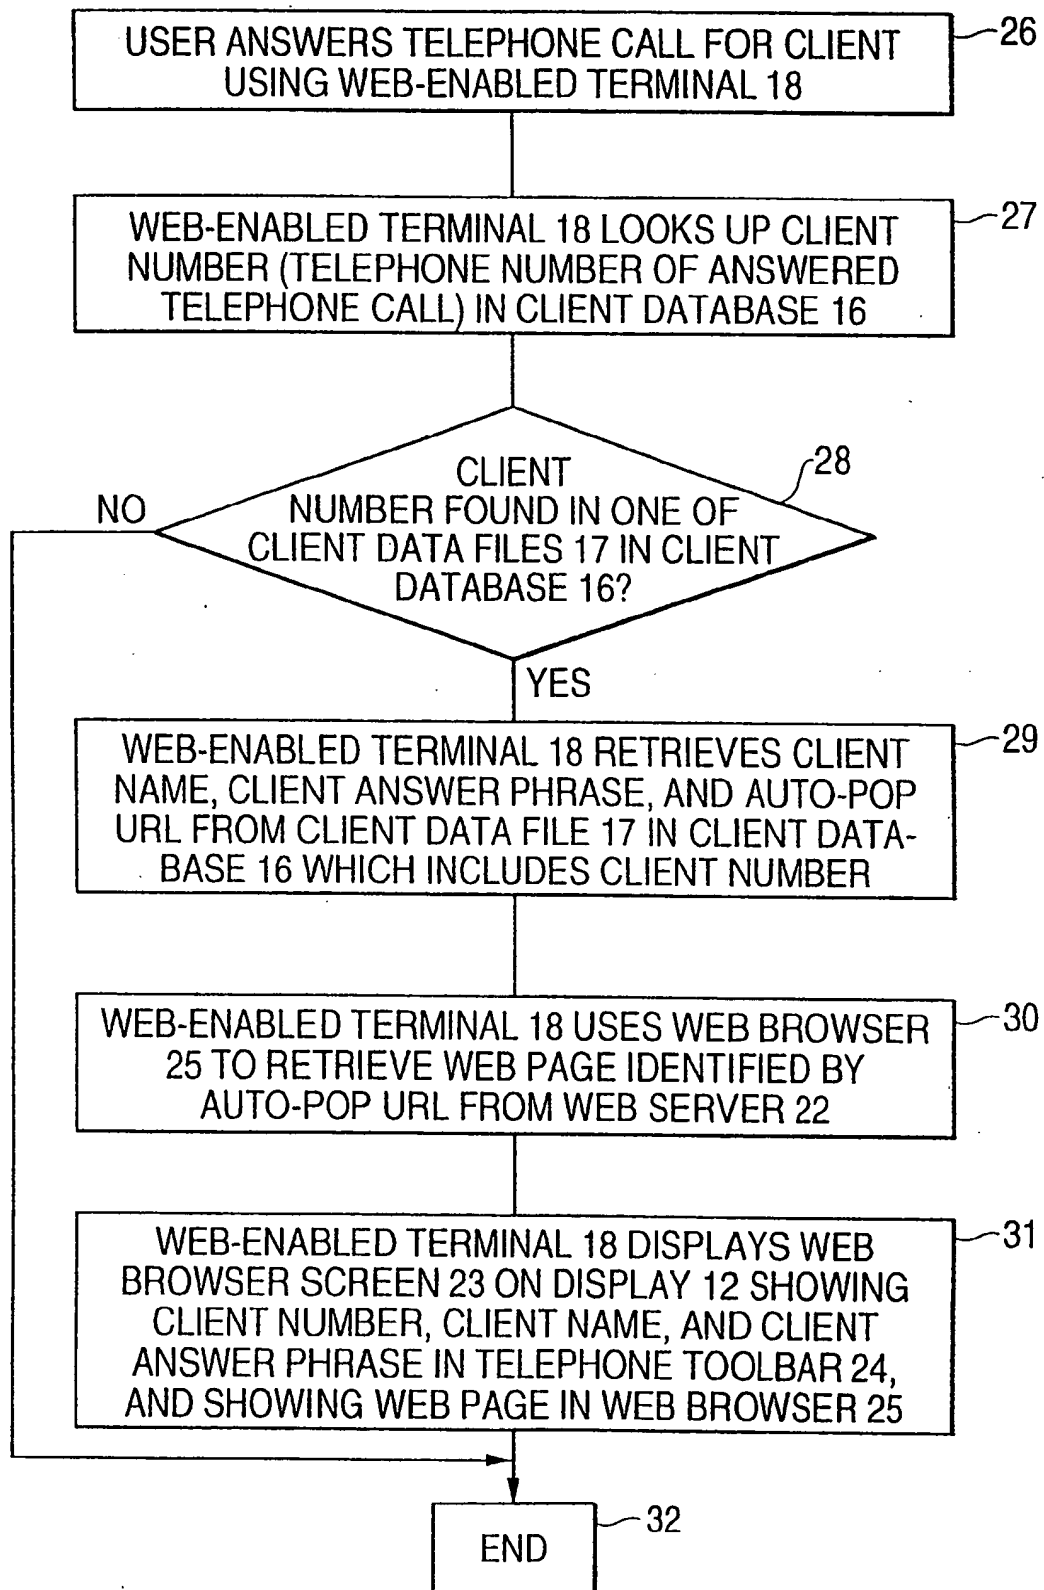 USER ANSWERS TELEPHONE CALL FOR CLIENT
USING WEB-ENABLED TERMINAL 18
26
WEB-ENABLED TERMINAL 18 LOOKS UP CLIENT
NUMBER (TELEPHONE NUMBER OF ANSWERED
TELEPHONE CALL) IN CLIENT DATABASE 16
27
CLIENT
NUMBER FOUND IN ONE OF
CLIENT DATA FILES 17 IN CLIENT
DATABASE 16?
28
NO
YES
WEB-ENABLED TERMINAL 18 RETRIEVES CLIENT
NAME, CLIENT ANSWER PHRASE, AND AUTO-POP
URL FROM CLIENT DATA FILE 17 IN CLIENT DATA-
BASE 16 WHICH INCLUDES CLIENT NUMBER
29
WEB-ENABLED TERMINAL 18 USES WEB BROWSER
25 TO RETRIEVE WEB PAGE IDENTIFIED BY
AUTO-POP URL FROM WEB SERVER 22
30
WEB-ENABLED TERMINAL 18 DISPLAYS WEB
BROWSER SCREEN 23 ON DISPLAY 12 SHOWING
CLIENT NUMBER, CLIENT NAME, AND CLIENT
ANSWER PHRASE IN TELEPHONE TOOLBAR 24,
AND SHOWING WEB PAGE IN WEB BROWSER 25
31
END
32